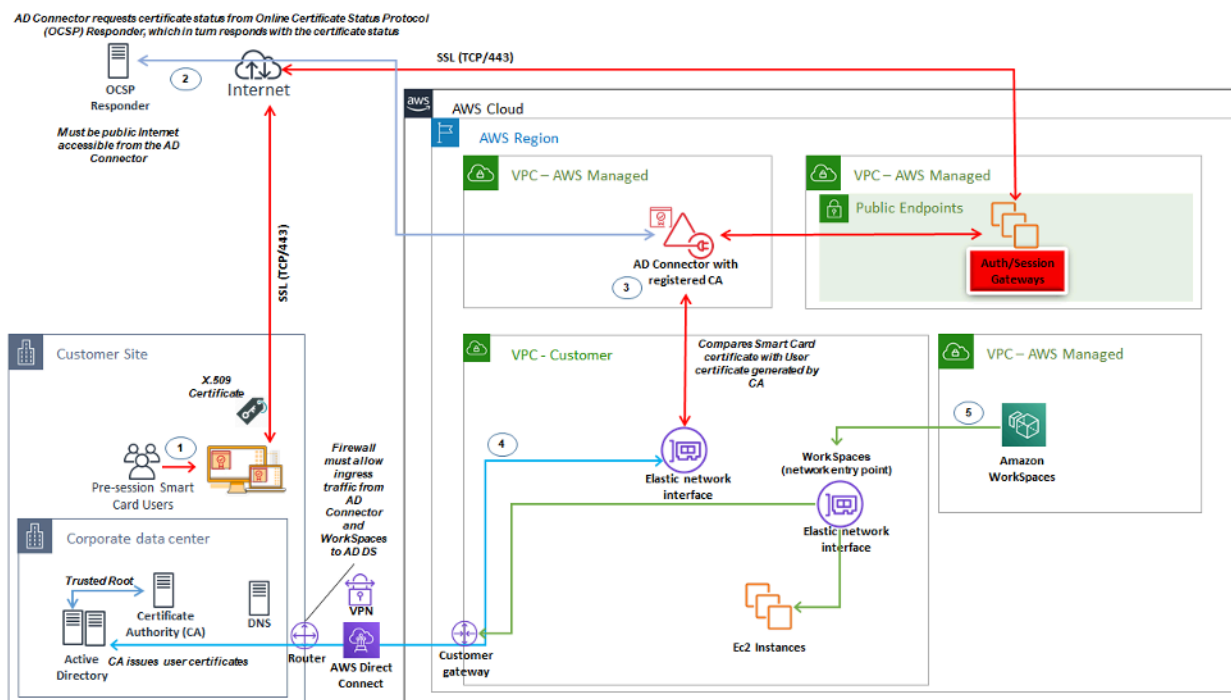 AD Connector requests certificate status from Online Certificate Status Protocol
(OCSP) Responder, which in turn responds with the certificate status
SSL (TCP/443)
2
OCSP
Responder
Internet
Must be public Internet
accessible from the AD
Connector
aws
AWS Cloud
AWS Region
VPC – AWS Managed
VPC – AWS Managed
Public Endpoints
AD Connector with
registered CA
3
Auth/Session
Gateways
SSL (TCP/443)
Customer Site
X.509
Certificate
1
Pre-session Smart
Card Users
VPC - Customer
Compares Smart Card
certificate with User
certificate generated by
CA
VPC – AWS Managed
5
Amazon
WorkSpaces
4
Elastic network
interface
WorkSpaces
(network entry point)
Elastic network
interface
Firewall
must allow
ingress
traffic from
AD
Connector
and
WorkSpaces
to AD DS
Corporate data center
Trusted Root
Certificate
Authority (CA)
DNS
VPN
Active
Directory
CA issues user certificates
Router
AWS Direct
Connect
Customer
gateway
Ec2 Instances